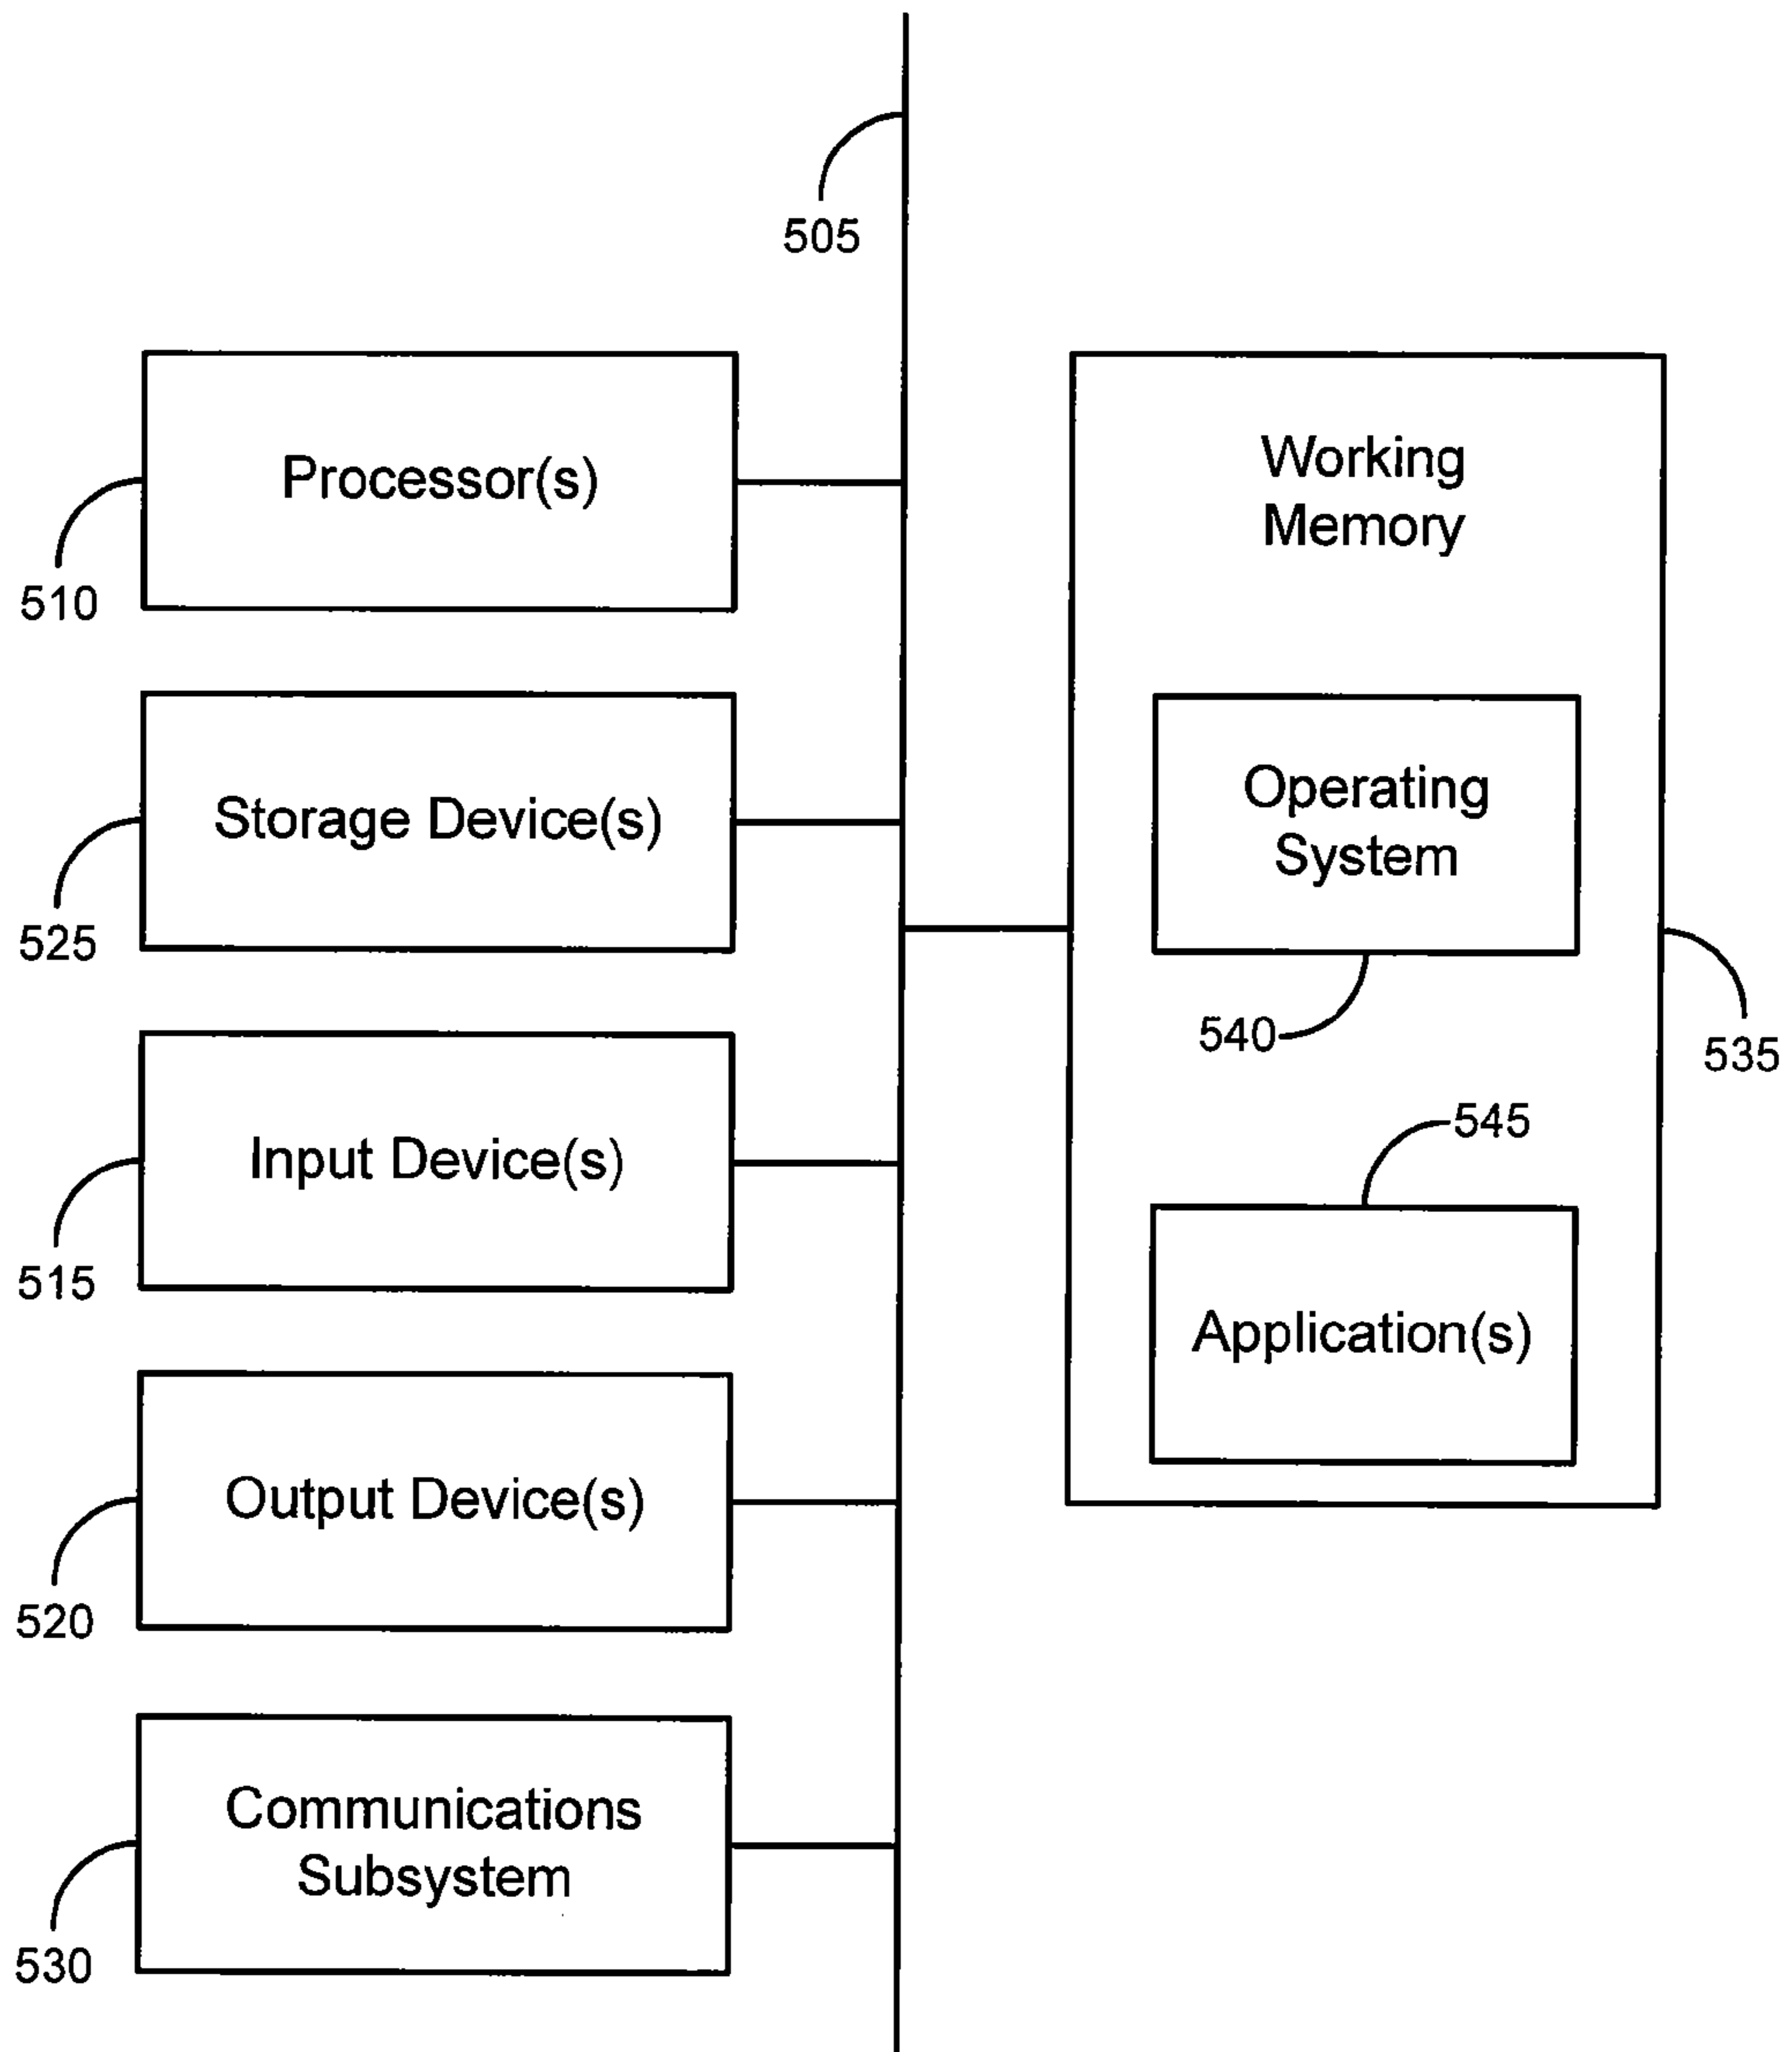 505
Processor(s)
510
Storage Device(s)
525
Input Device(s)
515
Output Device(s)
520
Communications
Subsystem
530
Working
Memory
Operating
System
540
535
545
Application(s)